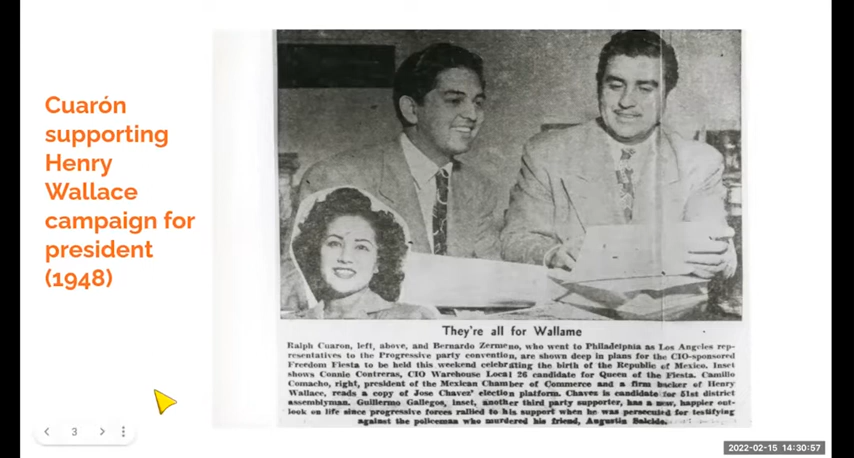 Cuarón
supporting
Henry
Wallace
campaign for
president
(1948)
They're all for Wallame
Ralph Cuaron, left, above, and Bernardo Zermeno, who went to Philadelphia as Los Angeles rep-
resentatives to the Progressive party convention, are shown deep in plans for the CIO-sponsored
Freedom Fiesta to be held this weekend celebrating the birth of the Republic of Mexico. Inset
shows Connie Contreras, CIO Warehouse Local 26 candidate for Queen of the Fiesta. Camillo
Comacho, right, president of the Mexican Chamber of Commerce and a firm backer of Henry
Wallace, reads a copy of Jose Chavez' election platform. Chaves is candidate for 51st district
assemblyman. Guillermo Gallegos, inset, another third party supporter, has a new, happier out-
look on life since progressive forces rallied to his support when he was persecuted for testifying
against the policeman who murdered his friend, Augustin Salcido.
3
2022-02-15 14:30:57